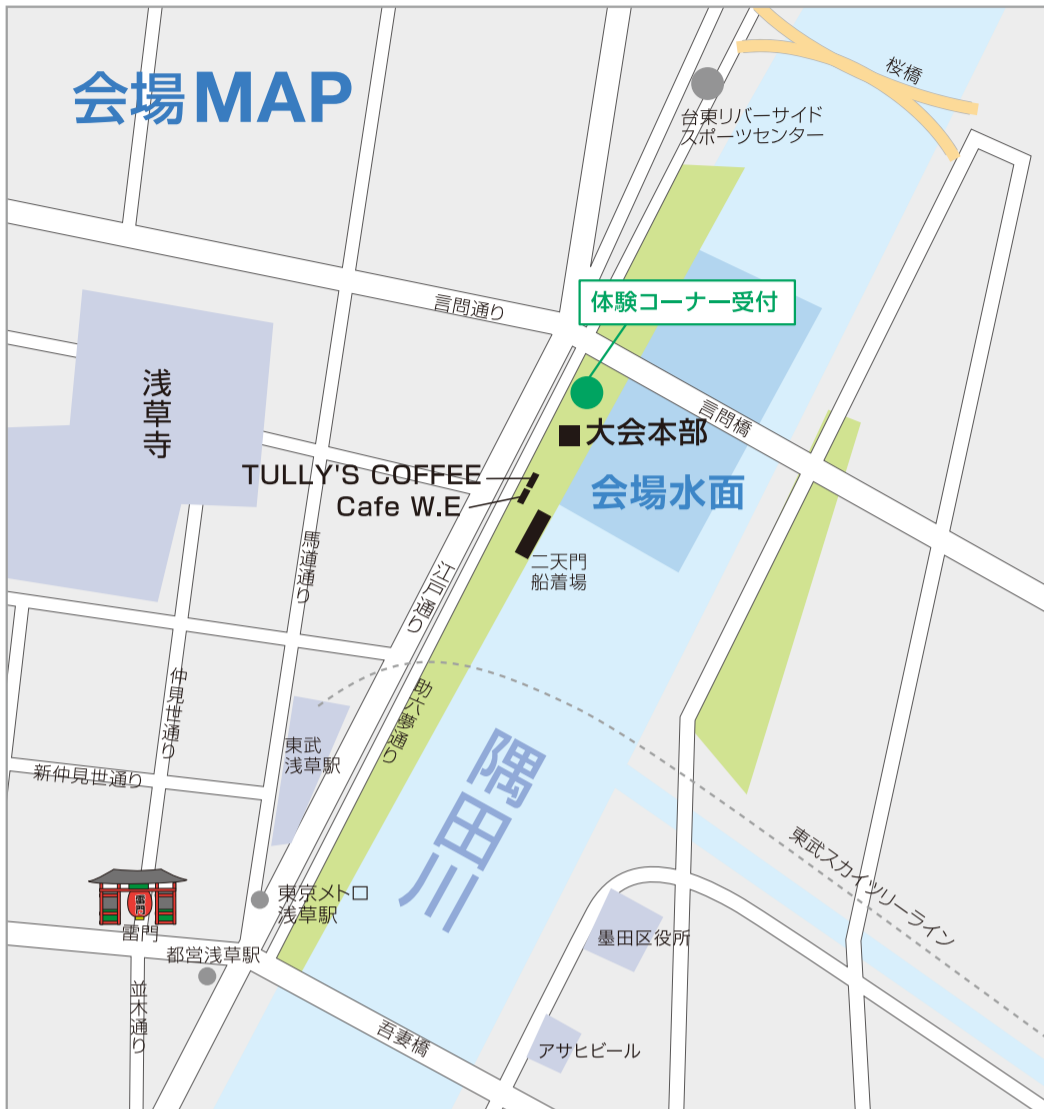 会場MAP
桜橋
台東リバーサイド
スポーツセンター
体験コーナー受付
言問通り
浅草寺
言問橋
大会本部
TULLY'S COFFEE
Cafe W.E
会場水面
馬道通り
二天門
船着場
江戸通り
仲見世通り
助六夢通り
東武
浅草駅
隅田川
新仲見世通り
東武スカイツリーライン
雷門
東京メトロ
浅草駅
雷門
墨田区役所
都営浅草駅
並木通り
吾妻橋
アサヒビール